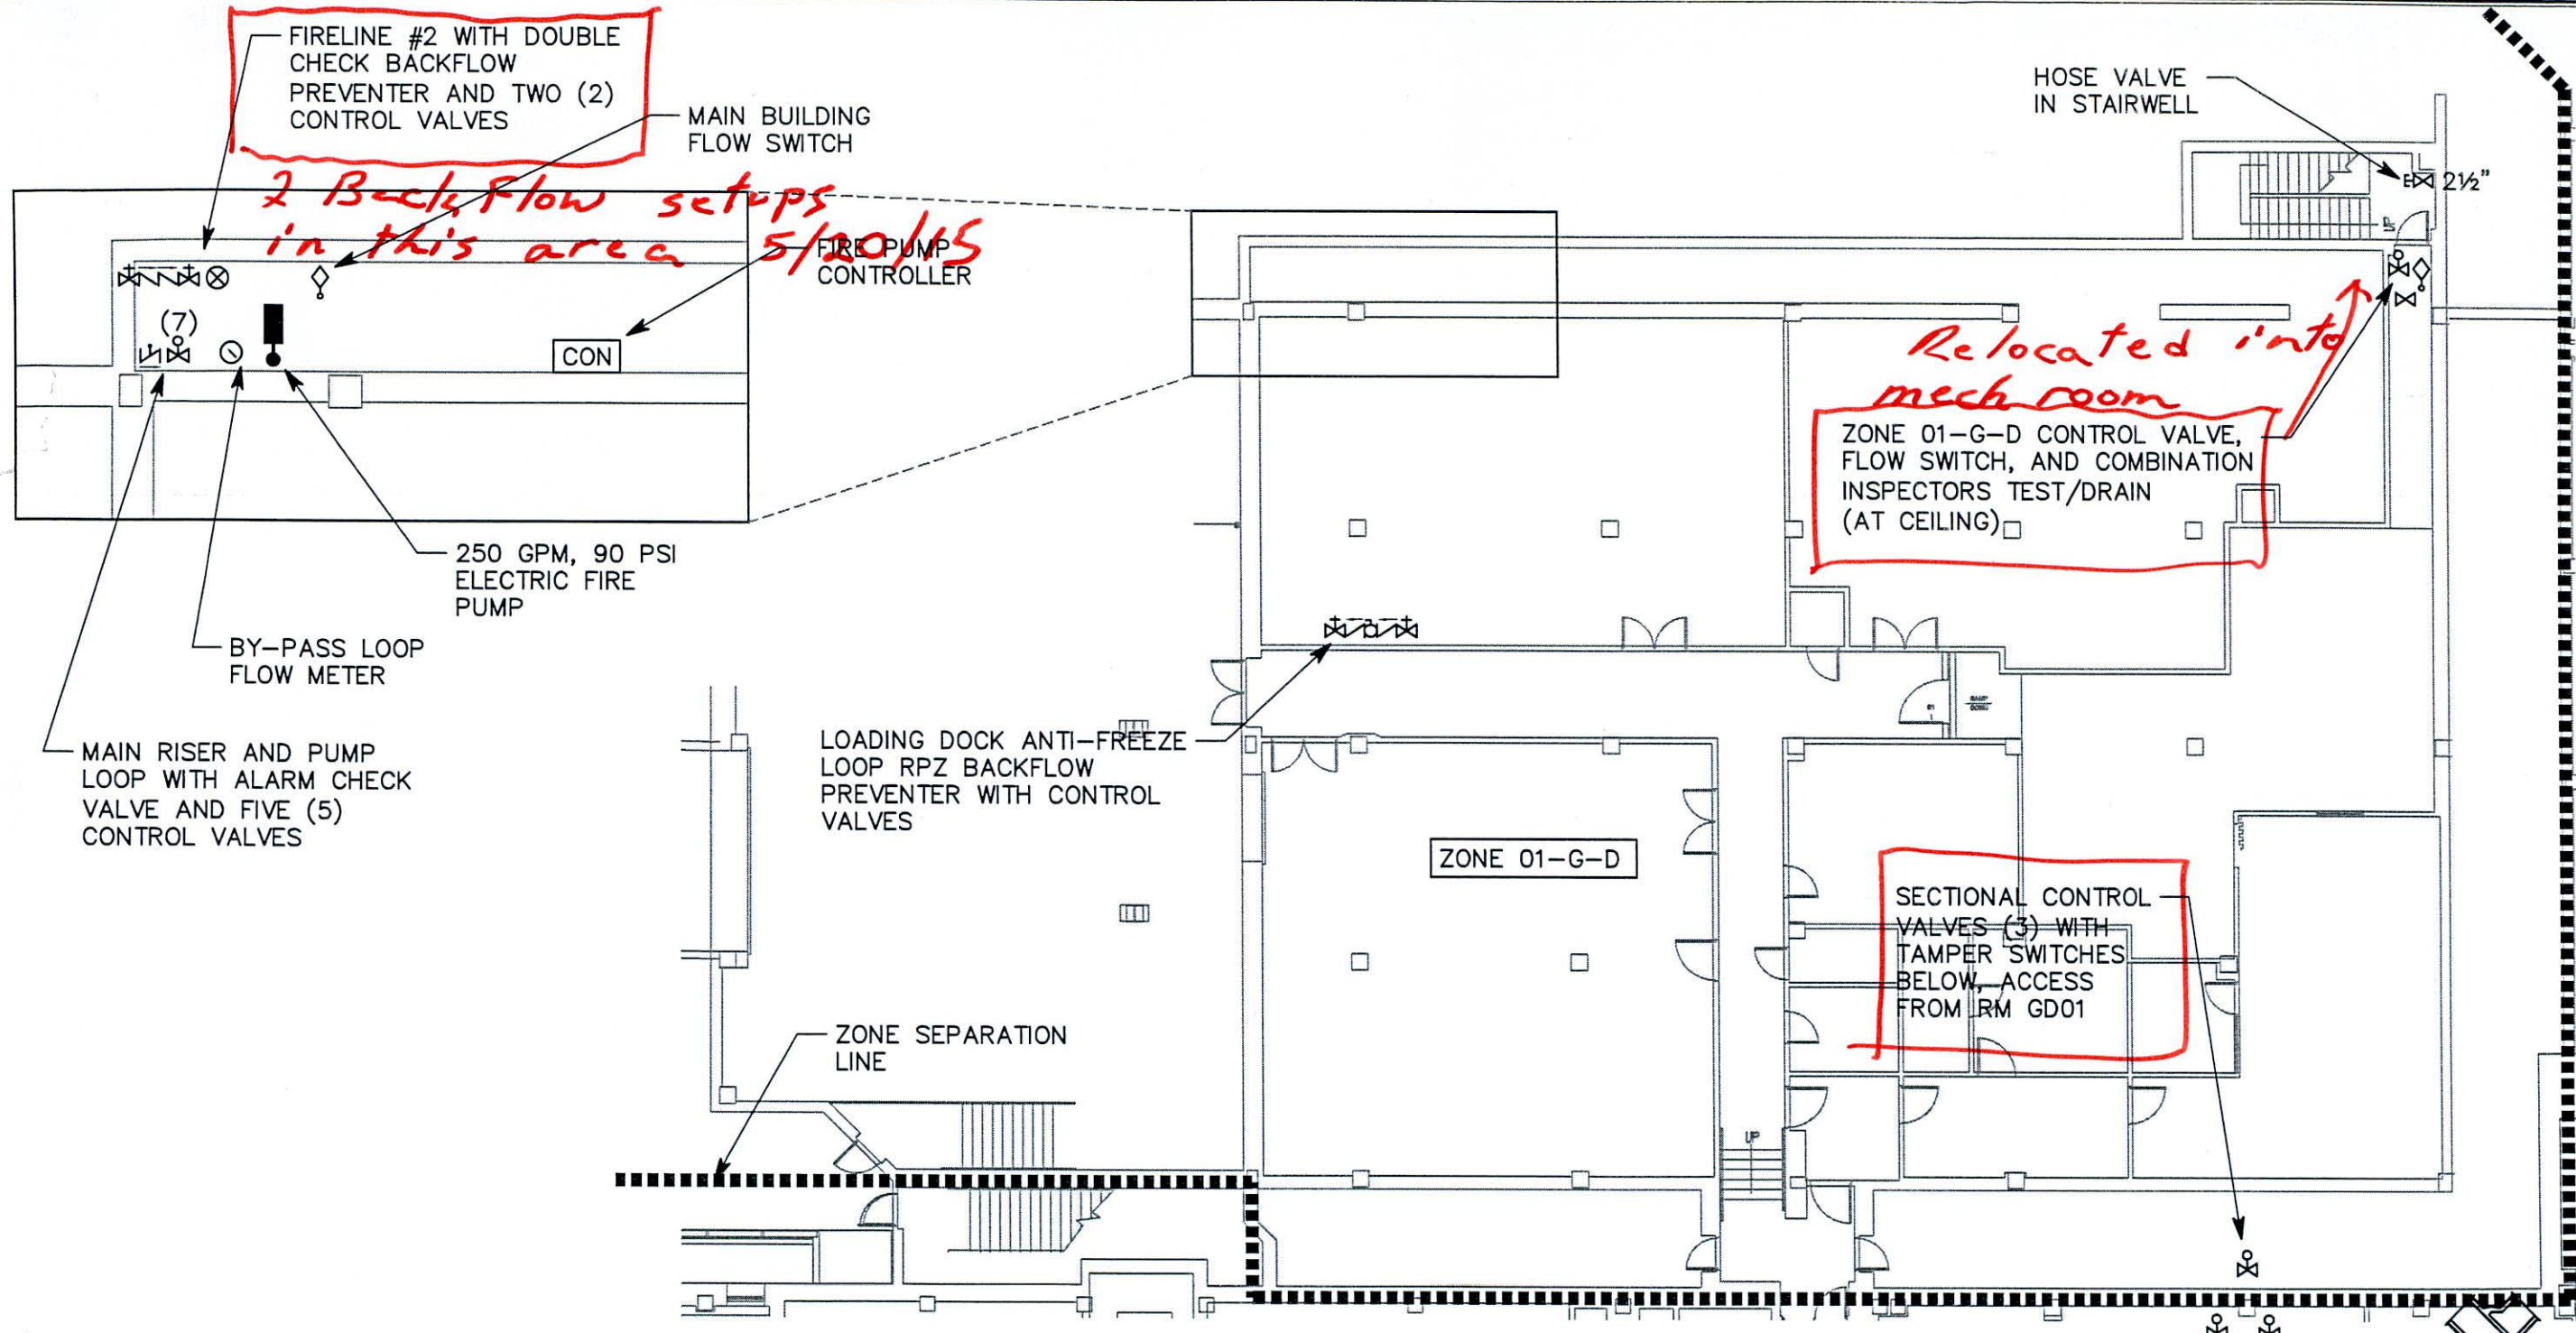 FIRELINE #2 WITH DOUBLE
CHECK BACKFLOW
PREVENTER AND TWO (2)
CONTROL VALVES
MAIN BUILDING
FLOW SWITCH
HOSE VALVE
IN STAIRWELL
2½"
UP
2 Back Flow setups
in this area 5/20/15
FIRE PUMP
CONTROLLER
(7)
CON
Relocated into
mech room
ZONE 01-G-D CONTROL VALVE,
FLOW SWITCH, AND COMBINATION
INSPECTORS TEST/DRAIN
(AT CEILING)
250 GPM, 90 PSI
ELECTRIC FIRE
PUMP
BY-PASS LOOP
FLOW METER
MAIN RISER AND PUMP
LOOP WITH ALARM CHECK
VALVE AND FIVE (5)
CONTROL VALVES
LOADING DOCK ANTI-FREEZE
LOOP RPZ BACKFLOW
PREVENTER WITH CONTROL
VALVES
RAMP
DOWN
ZONE 01-G-D
SECTIONAL CONTROL
VALVES (3) WITH
TAMPER SWITCHES
BELOW, ACCESS
FROM RM GD01
ZONE SEPARATION
LINE
UP